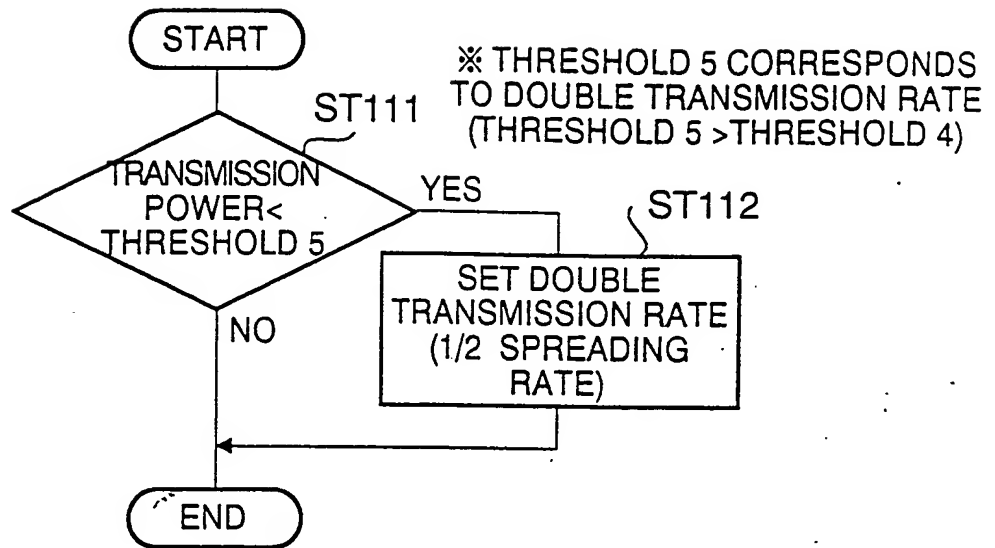 START
※ THRESHOLD 5 CORRESPONDS
TO DOUBLE TRANSMISSION RATE
(THRESHOLD 5 >THRESHOLD 4)
ST111
TRANSMISSION
POWER<
THRESHOLD 5
YES
ST112
SET DOUBLE
TRANSMISSION RATE
(1/2 SPREADING
RATE)
NO
END